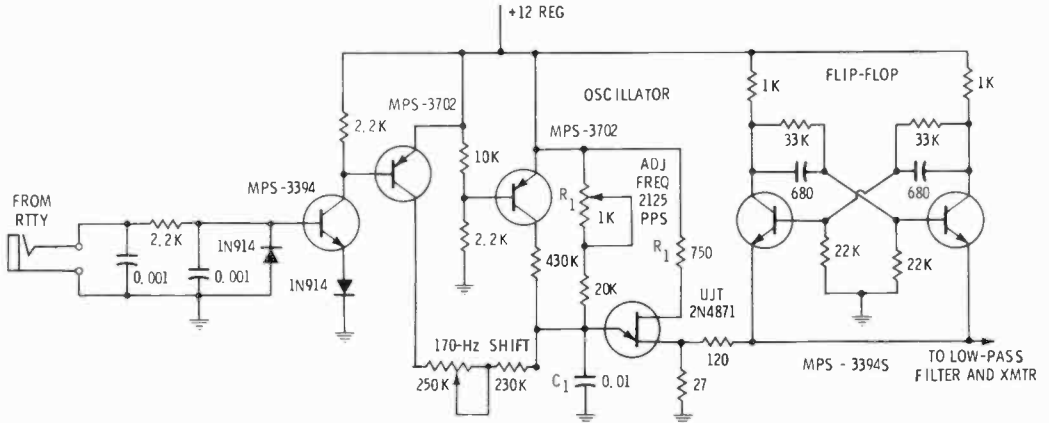 +12 REG
FLIP-FLOP
1K
1K
OSCILLATOR
MPS-3702
MPS-3702
2.2K
33K
33K
10K
ADJ
FREQ
2125
PPS
MPS-3394
680
680
FROM
RTTY
R1
1K
2.2K
2.2K
R1
750
22K
22K
1N914
430K
0.001
0.001
1N914
20K
UJT
2N4871
170-Hz SHIFT
120
MPS - 3394S
TO LOW-PASS
FILTER AND XMTR
250K
230K
C1
0.01
27